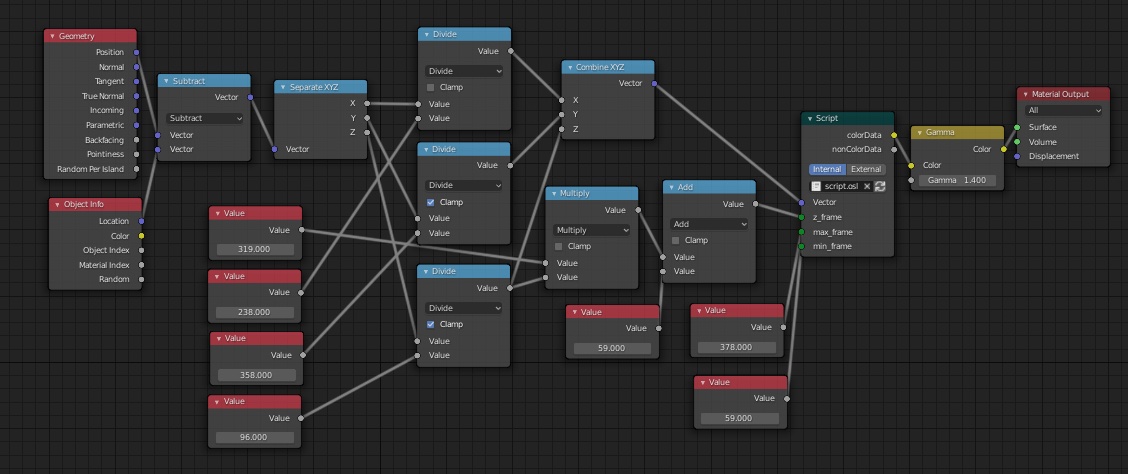 Geometry
Position
Normal
Tangent
True Normal
Incoming
Parametric
Backfacing
Pointiness
Random Per Island
Object Info
Location
Color
Object Index
Material Index
Random
Subtract
Vector
Subtract
Vector
Vector
Separate XYZ
X
Y
Z
Vector
Value
Value
319.000
Value
Value
238.000
Value
Value
358.000
Value
Value
96.000
Divide
Value
Divide
Clamp
Value
Value
Divide
Value
Divide
Clamp
Value
Value
Divide
Value
Divide
Clamp
Value
Value
Combine XYZ
Vector
X
Y
Z
Multiply
Value
Multiply
Clamp
Value
Value
Value
Value
59.000
Add
Value
Add
Clamp
Value
Value
Value
Value
378.000
Value
Value
59.000
Script
colorData
nonColorData
Internal External
script.osl
Vector
z_frame
max_frame
min_frame
Gamma
Color
Color
Gamma 1.400
Material Output
All
Surface
Volume
Displacement